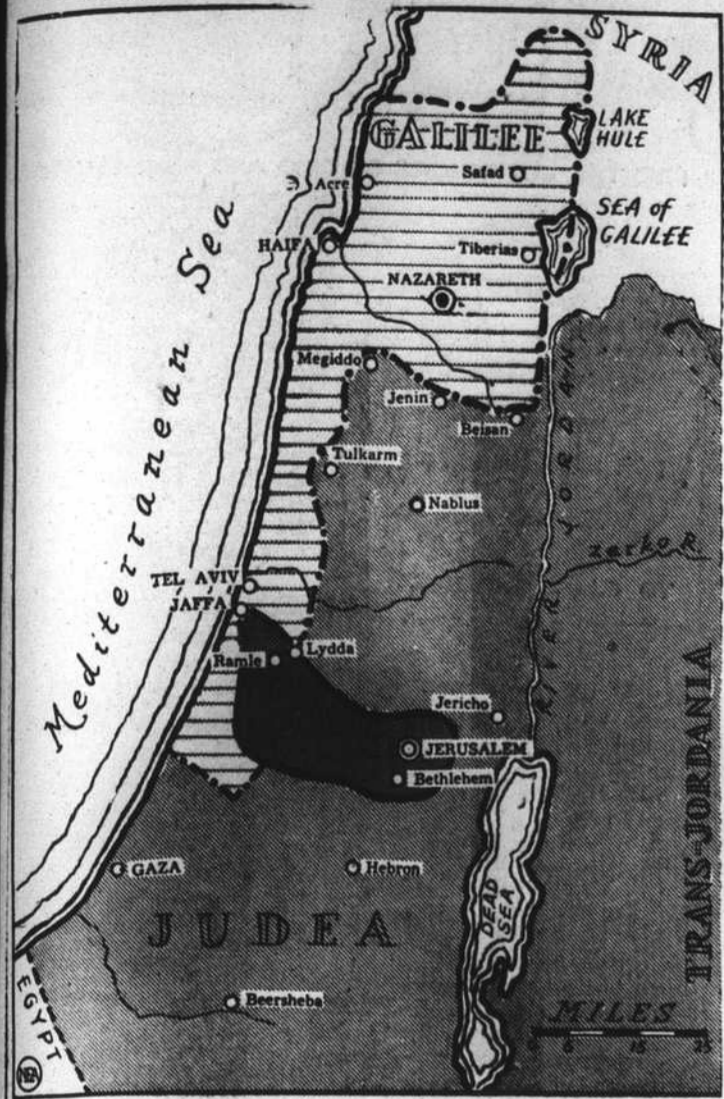 SYRIA
GALILEE
LAKE
HULE
Safad
Acre
SEA of
GALILEE
HAIFA
Tiberias
NAZARETH
Mediterranean Sea
Megiddo
Jenin
Beisan
JORDAN
RIVER
Tulkarm
Nablus
Zerko R.
TEL AVIV
JAFFA
Ramle
Lydda
Jericho
JERUSALEM
Bethlehem
TRANS-JORDANIA
GAZA
Hebron
DEAD
SEA
JUDEA
EGYPT
Beersheba
MILES
NEA